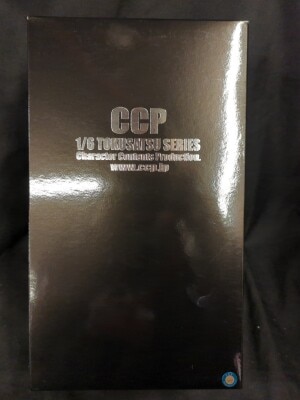 CCP
1/6 TOKUSATSU SERIES
Character Contents Production.
www.ccp.jp